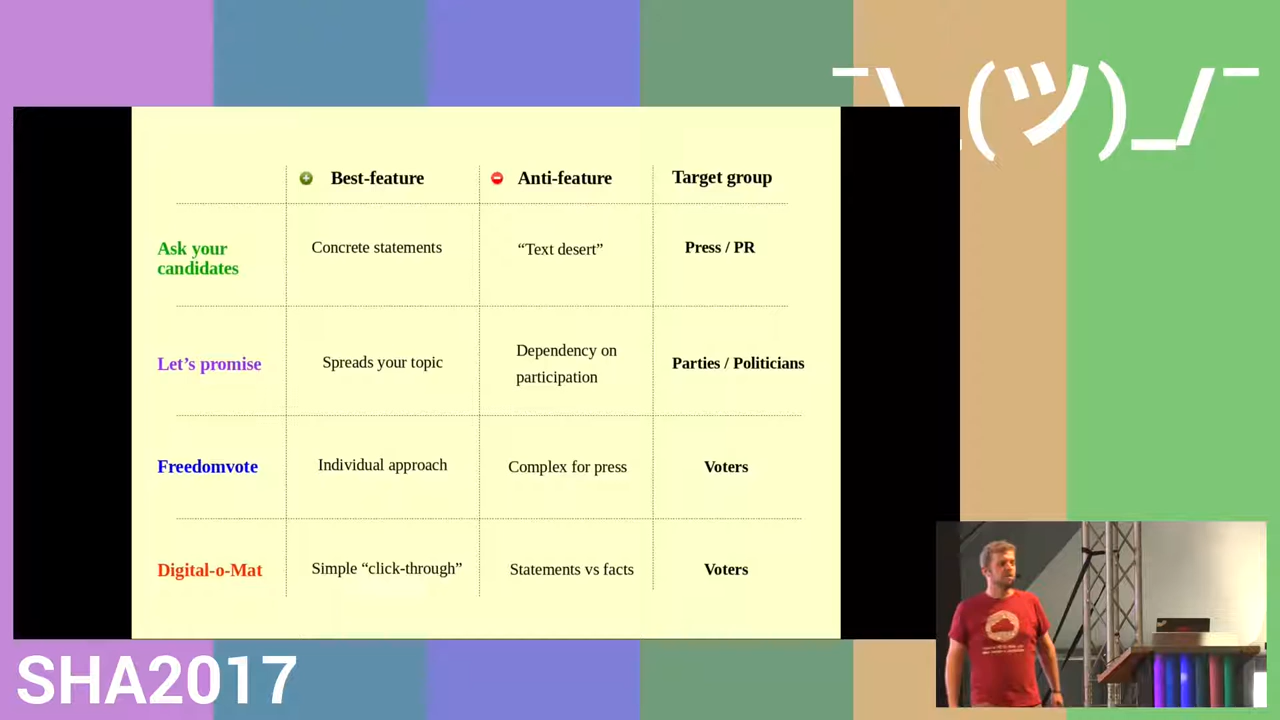 ¯\_(ツ)_/¯
Best-feature Anti-feature Target group
Ask your
candidates
Concrete statements “Text desert” Press / PR
Let’s promise Spreads your topic
Dependency on
participation
Parties / Politicians
Freedomvote Individual approach Complex for press Voters
Digital-o-Mat Simple “click-through” Statements vs facts Voters
SHA2017